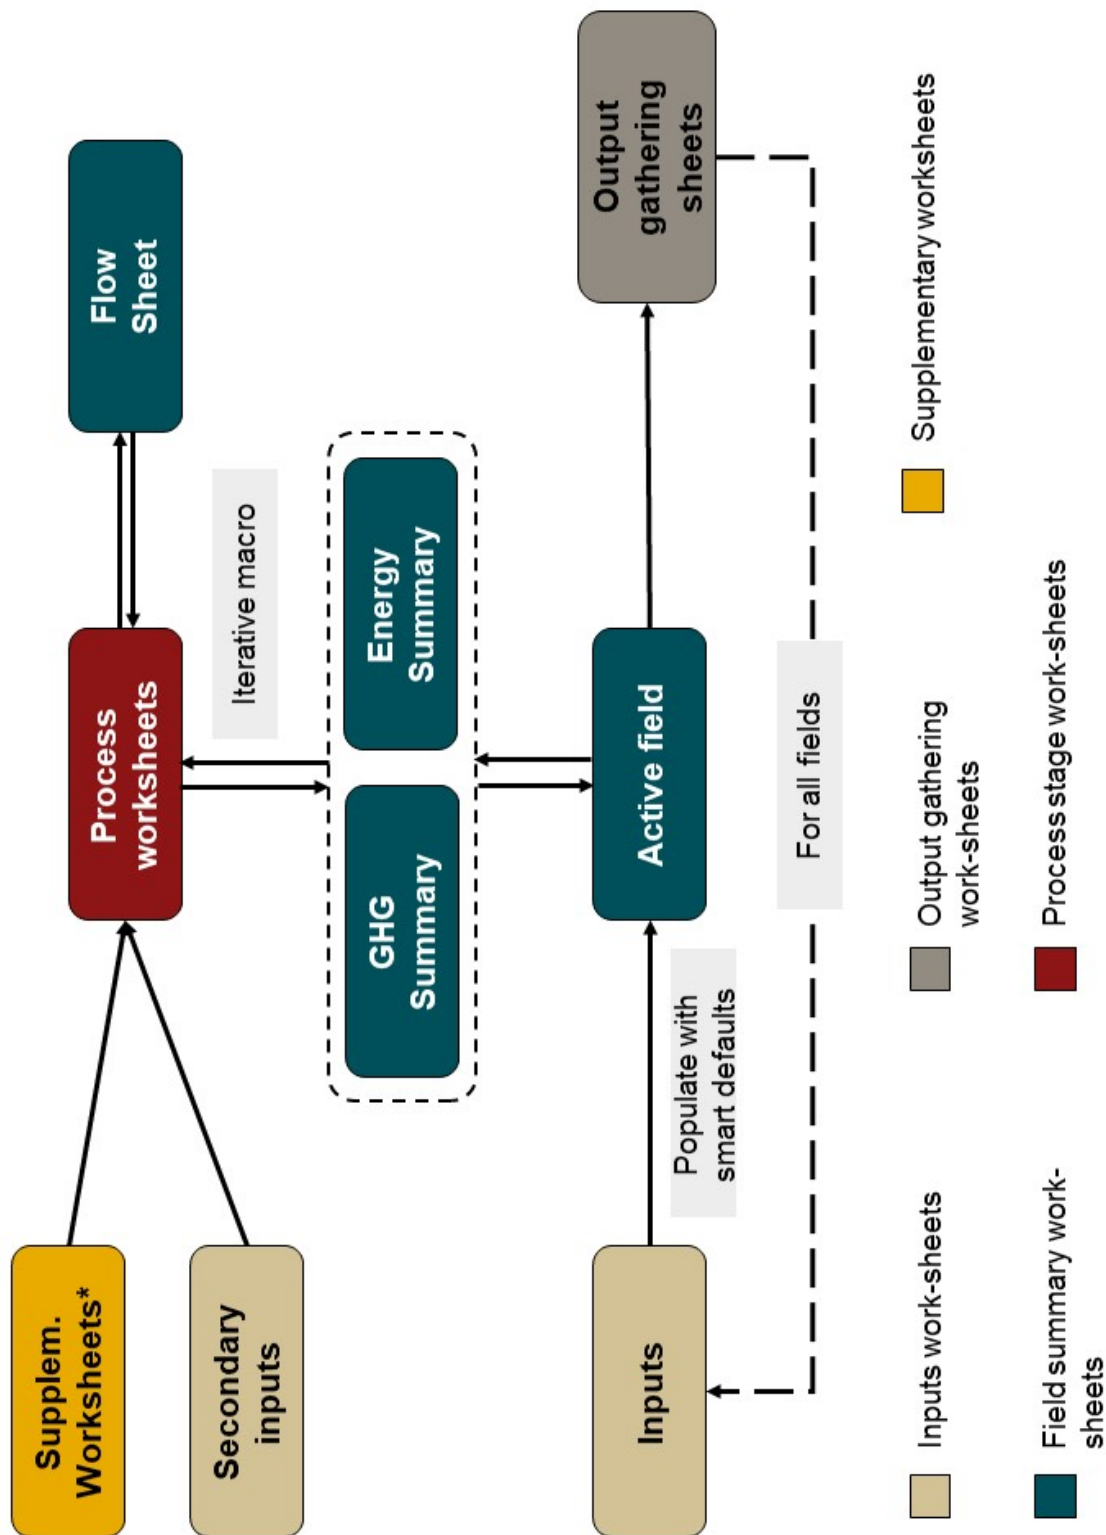 Supplem.
Worksheets*
Secondary
inputs
Process
worksheets
Flow
Sheet
Iterative macro
GHG
Summary
Energy
Summary
Inputs
Populate with
smart defaults
Active field
Output
gathering
sheets
For all fields
Inputs work-sheets
Output gathering
work-sheets
Supplementary worksheets
Field summary work-
sheets
Process stage work-sheets